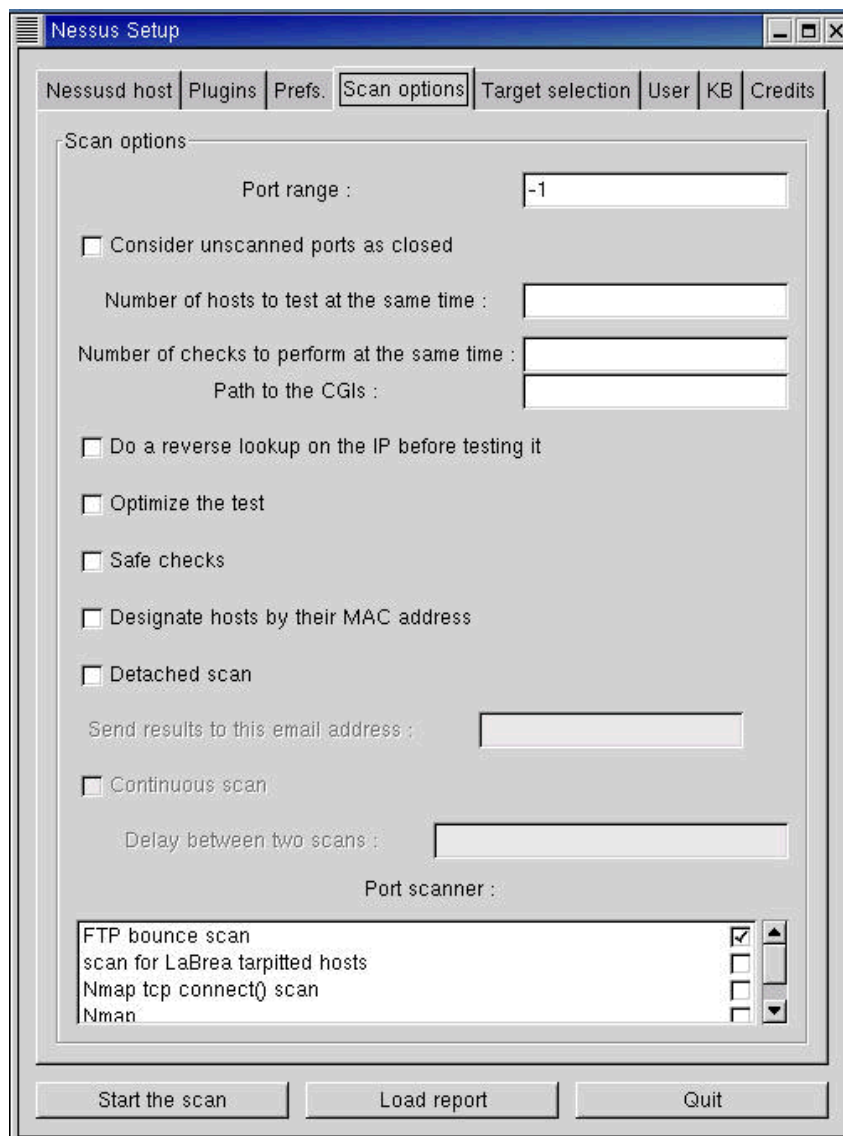 Nessus Setup
Nessusd host Plugins Prefs. Scan options Target selection User KB Credits
Scan options
Port range :
-1
Consider unscanned ports as closed
Number of hosts to test at the same time :
Number of checks to perform at the same time :
Path to the CGIs :
Do a reverse lookup on the IP before testing it
Optimize the test
Safe checks
Designate hosts by their MAC address
Detached scan
Send results to this email address :
Continuous scan
Delay between two scans :
Port scanner :
FTP bounce scan
scan for LaBrea tarpitted hosts
Nmap tcp connect() scan
Nmap
Start the scan Load report Quit